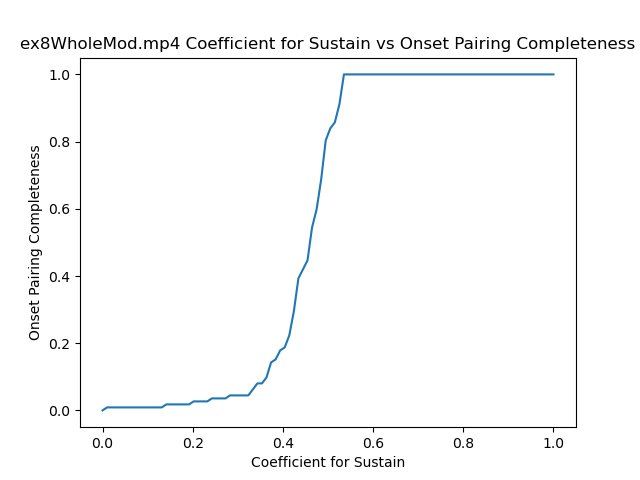 ex8WholeMod.mp4 Coefficient for Sustain vs Onset Pairing Completeness
1.0
0.8
0.6
0.4
0.2
0.0
Onset Pairing Completeness
0.0 0.2 0.4 0.6 0.8 1.0
Coefficient for Sustain